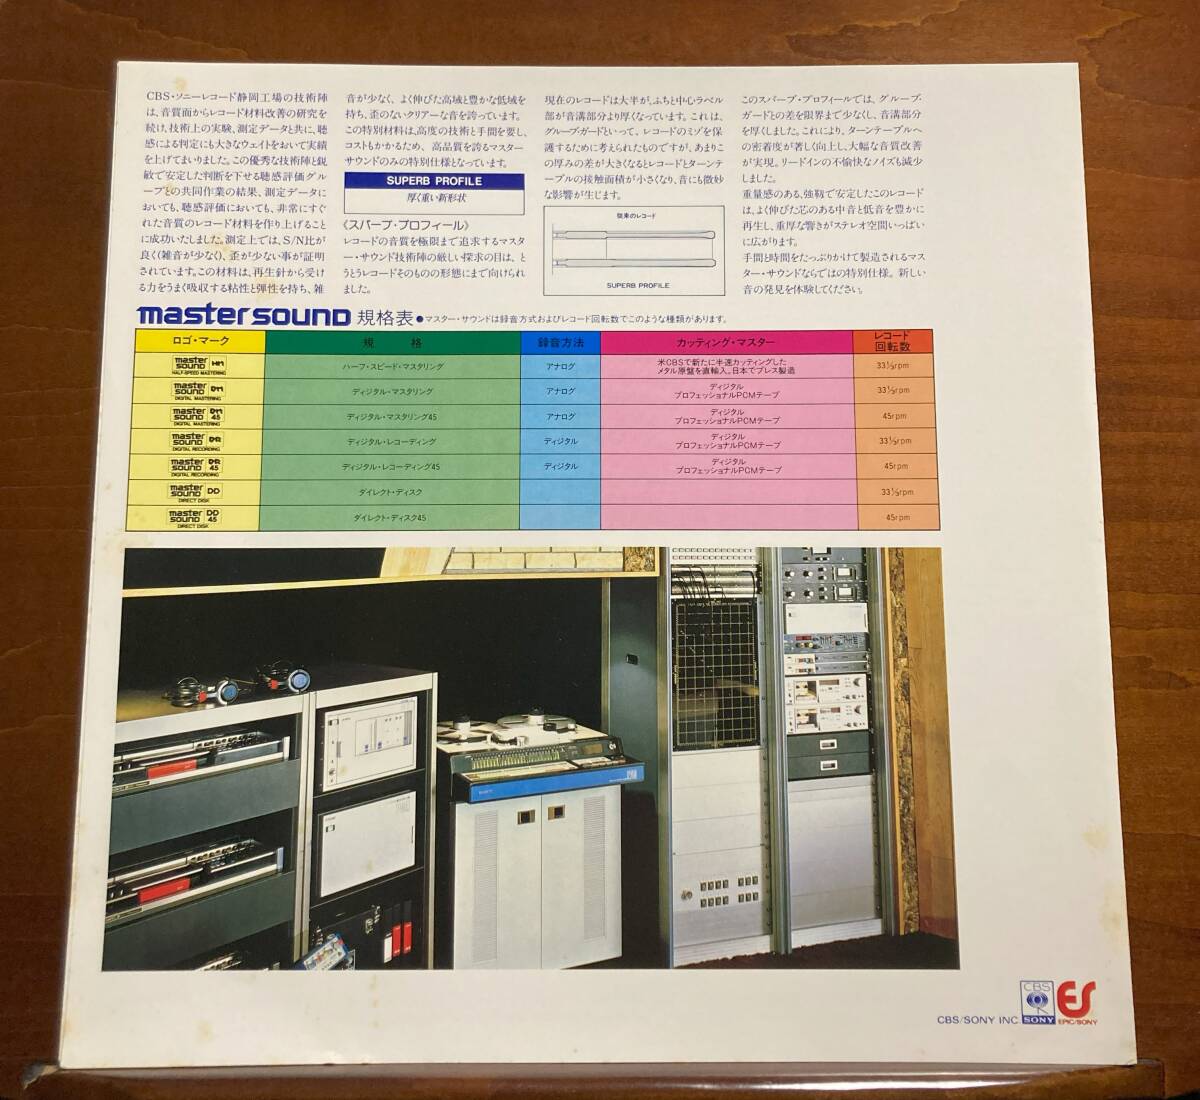 CBS・ソニーレコード静岡工場の技術陣
は、音質面からレコード材料改善の研究を
続け、技術上の実験、測定データと共に、聴
感による判定にも大きなウェイトをおいて実績
を上げてまいりました。この優秀な技術陣と鋭
敏で安定した判断を下せる聴感評価グル
ープとの共同作業の結果、測定データに
おいても、聴感評価においても、非常にすぐ
れた音質のレコード材料を作り上げること
に成功いたしました。測定上では、S/N比が
良く(雑音が少なく)、歪が少ない事が証明
されています。この材料は、再生針から受け
る力をうまく吸収する粘性と弾性を持ち、雑
音が少なく、よく伸びた高域と豊かな低域を
持ち、歪のないクリアーな音を誇っています。
この特別材料は、高度の技術と手間を要し、
コストもかかるため、高品質を誇るマスター
サウンドのみの特別仕様となっています。
SUPERB PROFILE
厚く重い新形状
《スパーブ・プロフィール》
レコードの音質を極限まで追求するマスタ
ー・サウンド技術陣の厳しい探求の目は、と
うとうレコードそのものの形態にまで向けられ
ました。
現在のレコードは大半が、ふちと中心ラベル
部が音溝部分より厚くなっています。これは、
グルーブ・ガードといって、レコードのミゾを保
護するために考えられたものですが、あまりこ
の厚みの差が大きくなるとレコードとターンテ
ーブルの接触面積が小さくなり、音にも微妙
な影響が生じます。
従来のレコード
SUPERB PROFILE
このスパーブ・プロフィールでは、グルーブ・
ガードとの差を限界まで少なくし、音溝部分
を厚くしました。これにより、ターンテーブルへ
の密着度が著しく向上し、大幅な音質改善
が実現。リードインの不愉快なノイズも減少
しました。
重量感のある、強靭で安定したこのレコード
は、よく伸びた芯のある中音と低音を豊かに
再生し、重厚な響きがステレオ空間いっぱい
に広がります。
手間と時間をたっぷりかけて製造されるマス
ター・サウンドならではの特別仕様。新しい
音の発見を体験してください。
master sound 規格表 ●マスター・サウンドは録音方式およびレコード回転数でこのような種類があります。
ロゴ・マーク 規格 録音方法 カッティング・マスター レコード回転数
master sound HM HALF-SPEED MASTERING ハーフ・スピード・マスタリング アナログ 米CBSで新たに半速カッティングしたメタル原盤を直輸入。日本でプレス製造 33⅓rpm
master sound DM DIGITAL MASTERING ディジタル・マスタリング アナログ ディジタルプロフェッショナルPCMテープ 33⅓rpm
master sound DM 45 DIGITAL MASTERING ディジタル・マスタリング45 アナログ ディジタルプロフェッショナルPCMテープ 45rpm
master sound DR DIGITAL RECORDING ディジタル・レコーディング ディジタル ディジタルプロフェッショナルPCMテープ 33⅓rpm
master sound DR 45 DIGITAL RECORDING ディジタル・レコーディング45 ディジタル ディジタルプロフェッショナルPCMテープ 45rpm
master sound DD DIRECT DISK ダイレクト・ディスク 33⅓rpm
master sound DD 45 DIRECT DISK ダイレクト・ディスク45 45rpm
CBS/SONY INC.
CBS
SONY
ES
EPIC/SONY